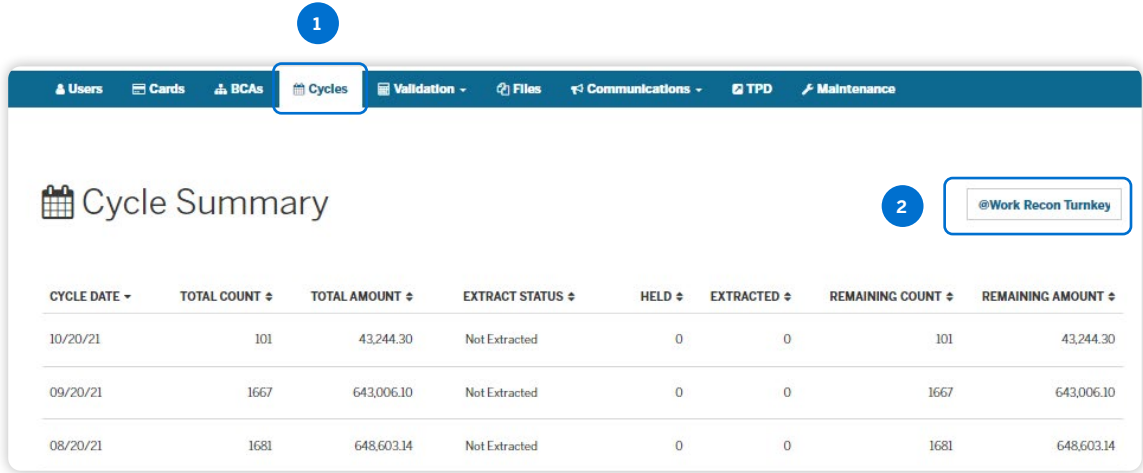 1
Users Cards BCAs Cycles Validation Files Communications TPD Maintenance
Cycle Summary
2
@Work Recon Turnkey
CYCLE DATE TOTAL COUNT TOTAL AMOUNT EXTRACT STATUS HELD EXTRACTED REMAINING COUNT REMAINING AMOUNT
10/20/21 101 43,244.30 Not Extracted 0 0 101 43,244.30
09/20/21 1667 643,006.10 Not Extracted 0 0 1667 643,006.10
08/20/21 1681 648,603.14 Not Extracted 0 0 1681 648,603.14